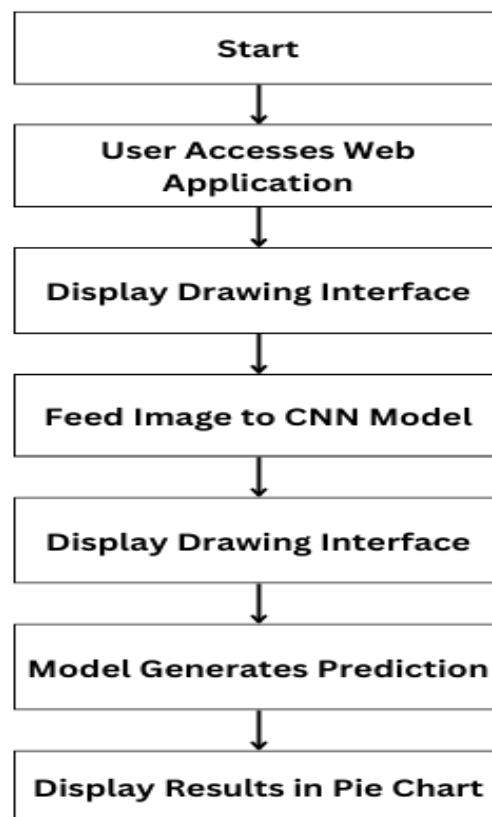 Start
User Accesses Web
Application
Display Drawing Interface
Feed Image to CNN Model
Display Drawing Interface
Model Generates Prediction
Display Results in Pie Chart